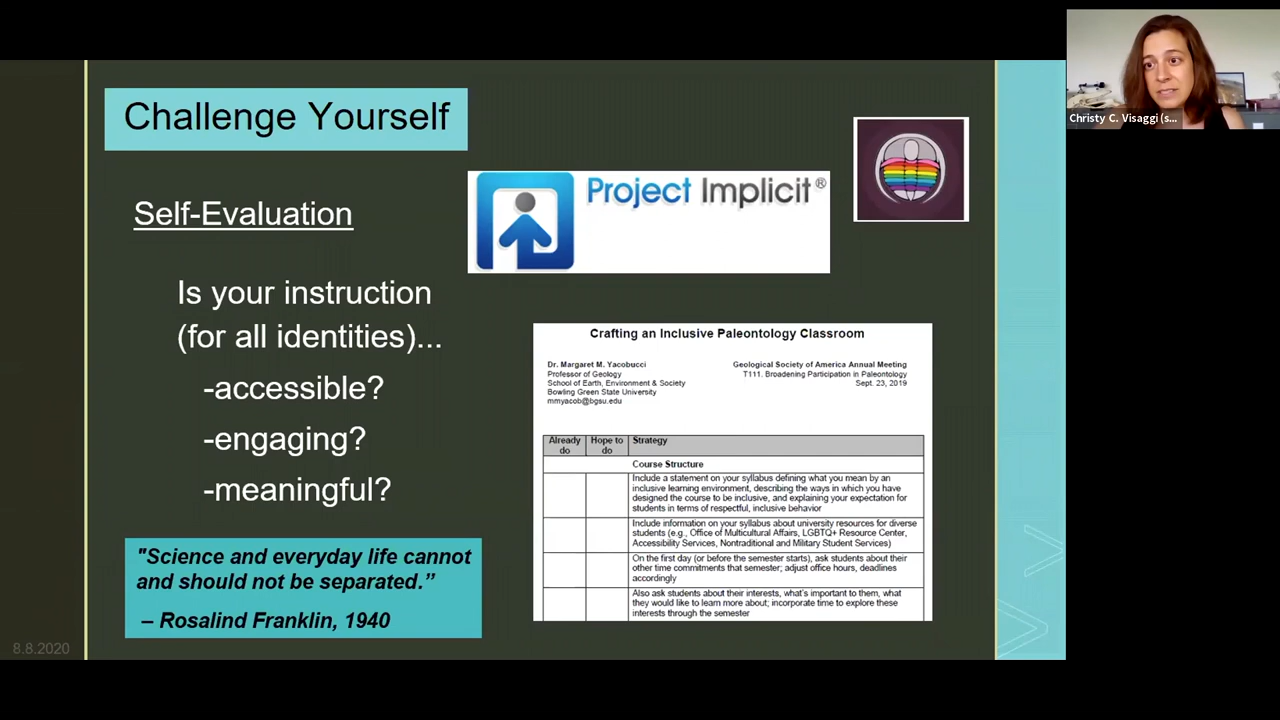 Challenge Yourself
Self-Evaluation
Is your instruction
(for all identities)...
-accessible?
-engaging?
-meaningful?
"Science and everyday life cannot
and should not be separated.”
– Rosalind Franklin, 1940
8.8.2020
Project Implicit®
Crafting an Inclusive Paleontology Classroom
Dr. Margaret M. Yacobucci
Professor of Geology
School of Earth, Environment & Society
Bowling Green State University
mmyacob@bgsu.edu
Geological Society of America Annual Meeting
T111. Broadening Participation in Paleontology
Sept. 23, 2019
Already do
Hope to do
Strategy
Course Structure
Include a statement on your syllabus defining what you mean by an
inclusive learning environment, describing the ways in which you have
designed the course to be inclusive, and explaining your expectation for
students in terms of respectful, inclusive behavior
Include information on your syllabus about university resources for diverse
students (e.g., Office of Multicultural Affairs, LGBTQ+ Resource Center,
Accessibility Services, Nontraditional and Military Student Services)
On the first day (or before the semester starts), ask students about their
other time commitments that semester; adjust office hours, deadlines
accordingly
Also ask students about their interests, what's important to them, what
they would like to learn more about; incorporate time to explore these
interests through the semester
Christy C. Visaggi (s...